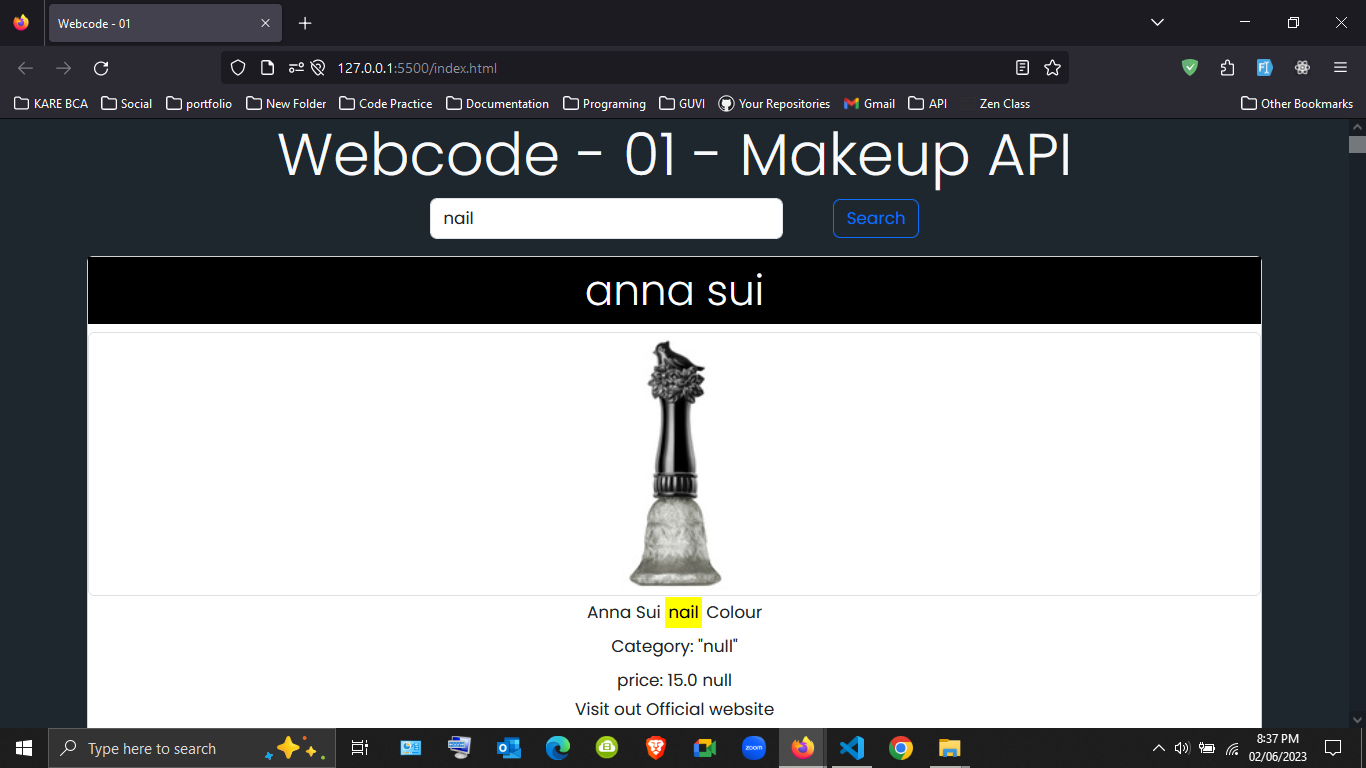 Webcode - 01
127.0.0.1:5500/index.html
KARE BCA Social portfolio New Folder Code Practice Documentation Programing GUVI Your Repositories Gmail API Zen Class Other Bookmarks
Webcode - 01 - Makeup API
nail Search
anna sui
Anna Sui nail Colour
Category: "null"
price: 15.0 null
Visit out Official website
Type here to search
zoom
8:37 PM
02/06/2023